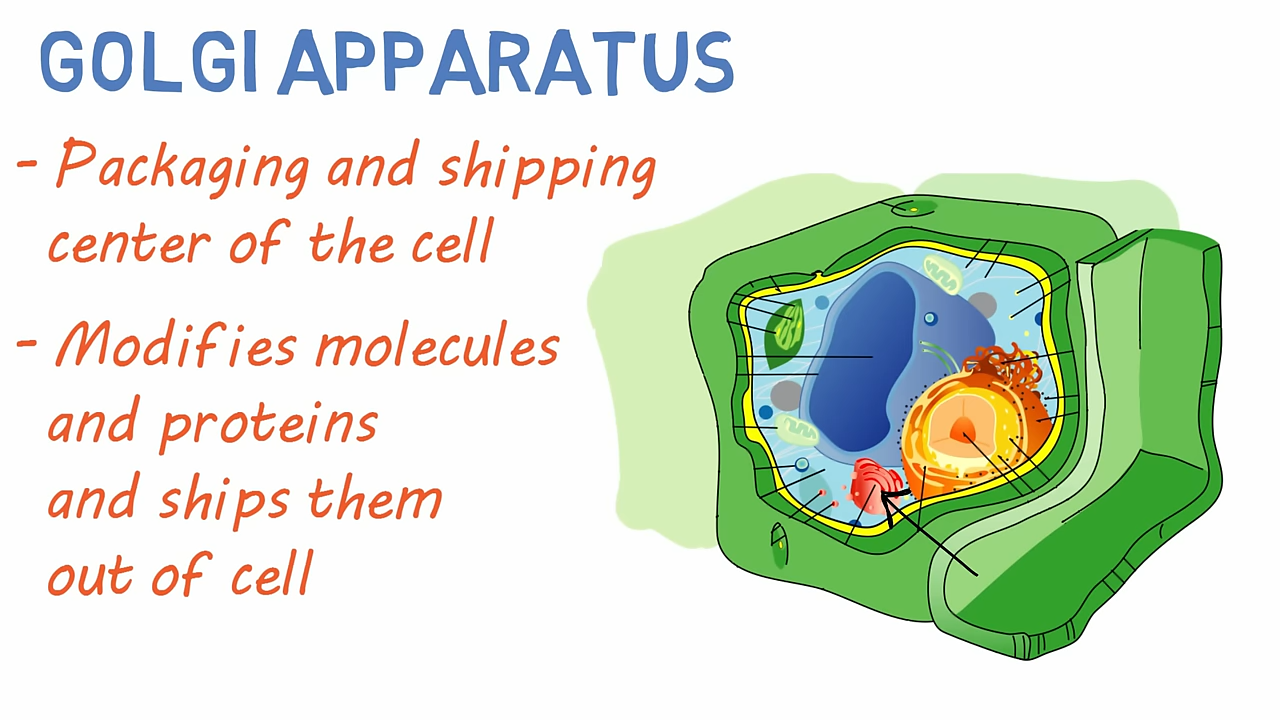 GOLGI APPARATUS
- Packaging and shipping
center of the cell
- Modifies molecules
and proteins
and ships them
out of cell